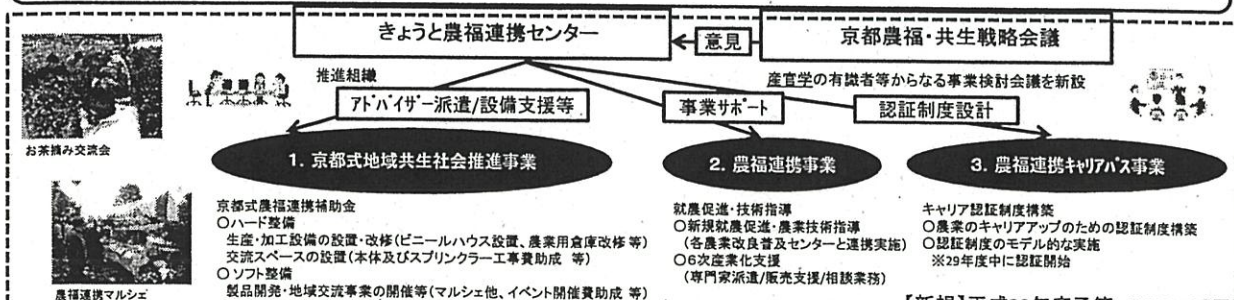 きょうと農福連携センター
意見
京都農福・共生戦略会議
推進組織
産官学の有識者等からなる事業検討会議を新設
アドバイザー派遣/設備支援等
事業サポート
認証制度設計
お茶摘み交流会
1. 京都式地域共生社会推進事業
2. 農福連携事業
3. 農福連携キャリアパス事業
京都式農福連携補助金
○ハード整備
生産・加工設備の設置・改修(ビニールハウス設置、農業用倉庫改修 等)
交流スペースの設置(本体及びスプリンクラー工事費助成 等)
○ソフト整備
製品開発・地域交流事業の開催等(マルシェ他、イベント開催費助成 等)
就農促進・技術指導
○新規就農促進・農業技術指導
(各農業改良普及センターと連携実施)
○6次産業化支援
(専門家派遣/販売支援/相談業務)
キャリア認証制度構築
○農業のキャリアアップのための認証制度構築
○認証制度のモデル的な実施
※29年度中に認証開始
農福連携マルシェ